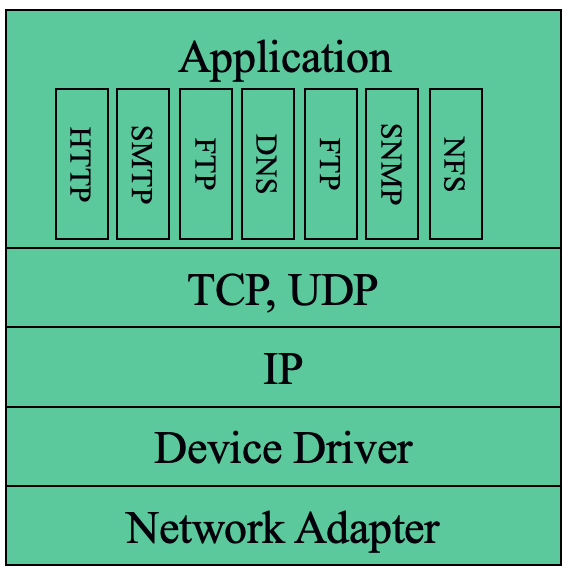 Application
HTTP
SMTP
FTP
DNS
FTP
SNMP
NFS
TCP, UDP
IP
Device Driver
Network Adapter